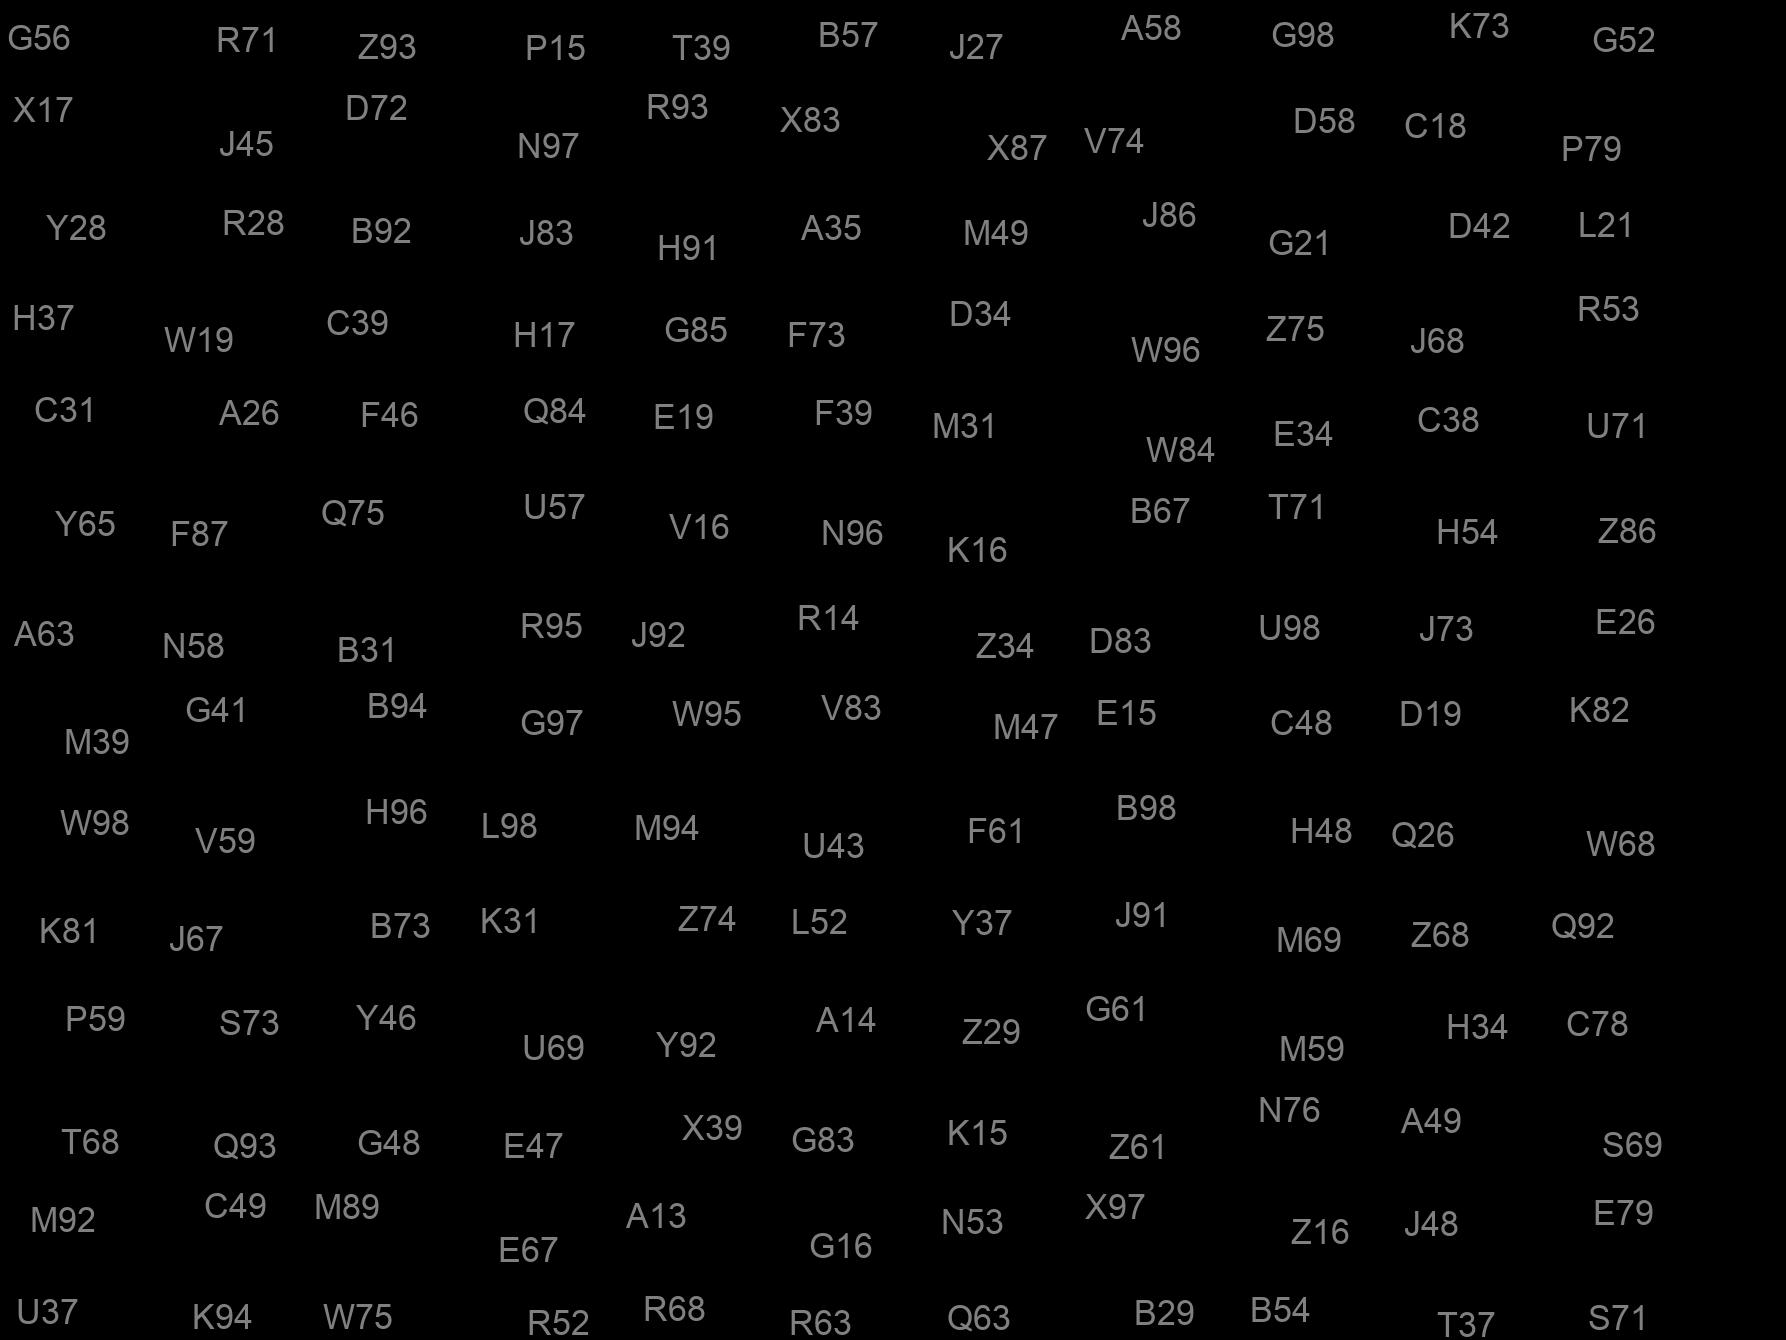 G56 R71 Z93 P15 T39 B57 J27 A58 G98 K73 G52
X17 J45 D72 N97 R93 X83 X87 V74 D58 C18 P79
Y28 R28 B92 J83 H91 A35 M49 J86 G21 D42 L21
H37 W19 C39 H17 G85 F73 D34 W96 Z75 J68 R53
C31 A26 F46 Q84 E19 F39 M31 W84 E34 C38 U71
Y65 F87 Q75 U57 V16 N96 K16 B67 T71 H54 Z86
A63 N58 B31 R95 J92 R14 Z34 D83 U98 J73 E26
M39 G41 B94 G97 W95 V83 M47 E15 C48 D19 K82
W98 V59 H96 L98 M94 U43 F61 B98 H48 Q26 W68
K81 J67 B73 K31 Z74 L52 Y37 J91 M69 Z68 Q92
P59 S73 Y46 U69 Y92 A14 Z29 G61 M59 H34 C78
T68 Q93 G48 E47 X39 G83 K15 Z61 N76 A49 S69
M92 C49 M89 E67 A13 G16 N53 X97 Z16 J48 E79
U37 K94 W75 R52 R68 R63 Q63 B29 B54 T37 S71